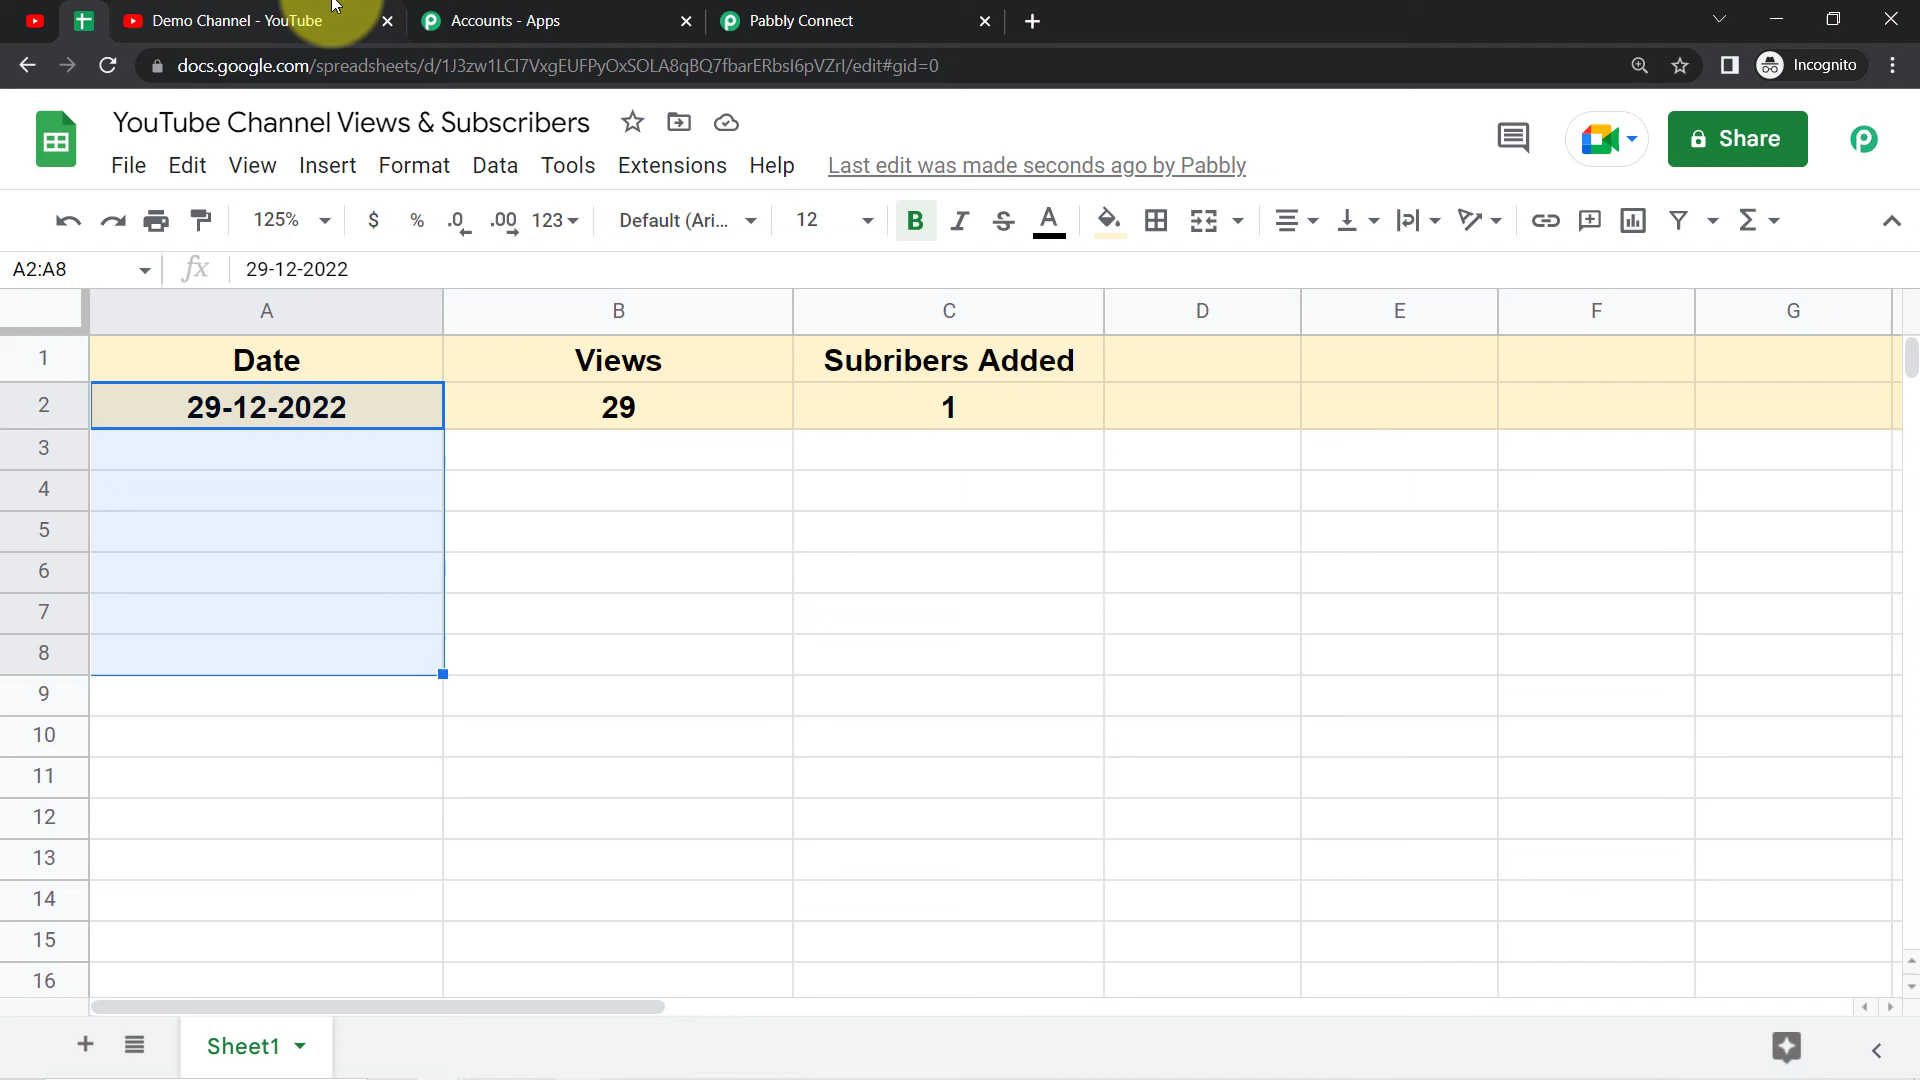 Demo Channel - YouTube
Accounts - Apps
Pabbly Connect
docs.google.com/spreadsheets/d/1J3zw1LCI7VxgEUFPyOxSOLA8qBQ7fbarERbsI6pVZrI/edit#gid=0
Incognito
YouTube Channel Views & Subscribers
Share
File Edit View Insert Format Data Tools Extensions Help Last edit was made seconds ago by Pabbly
125% $ % .0 .00 123 Default (Ari... 12 B I S A
A2:A8 fx 29-12-2022
A B C D E F G
1 Date Views Subribers Added
2 29-12-2022 29 1
3
4
5
6
7
8
9
10
11
12
13
14
15
16
Sheet1